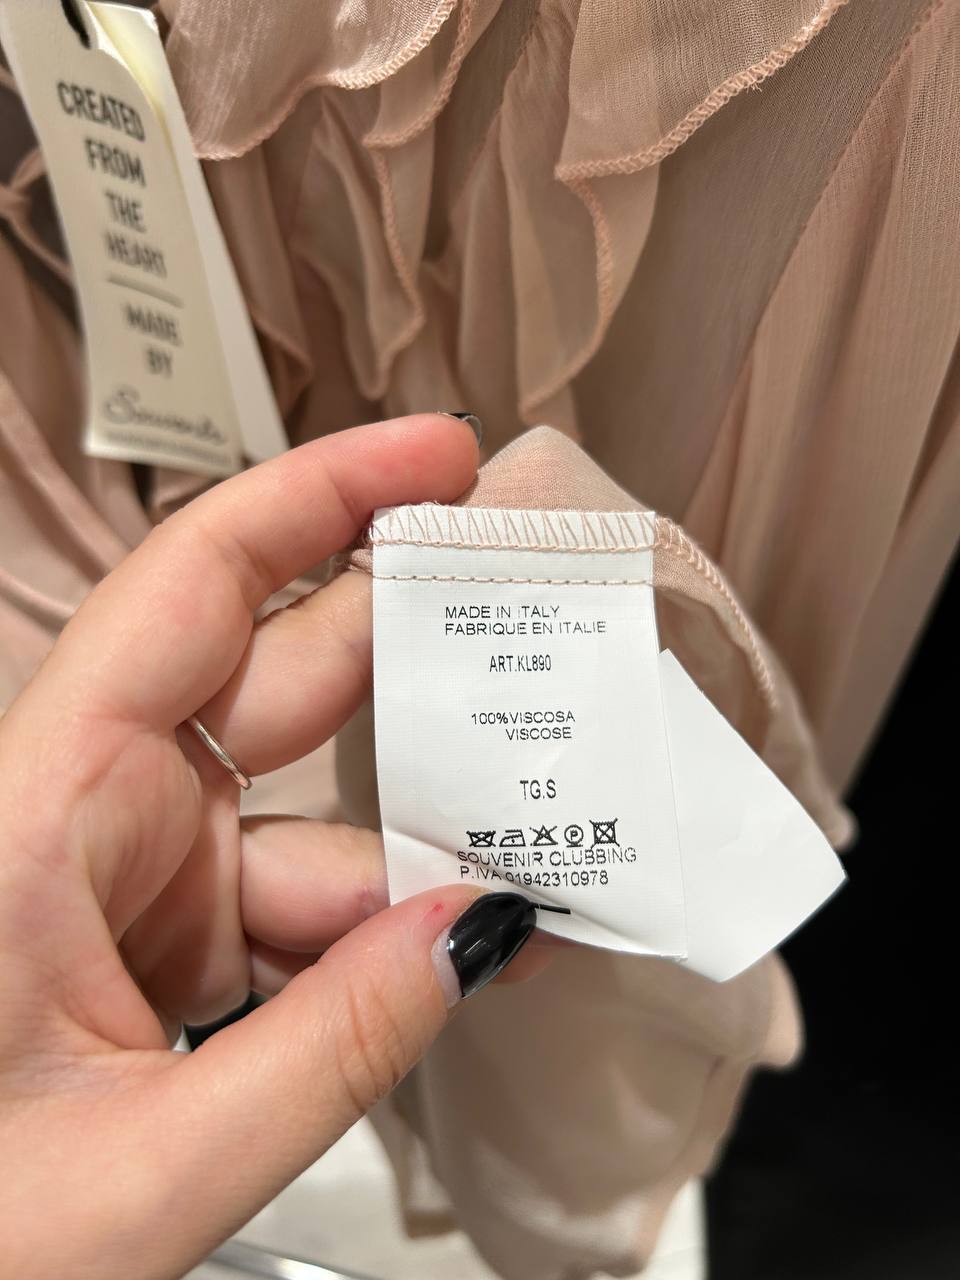 CREATED
FROM
THE
HEART
MADE
BY
Souvenir
MADE IN ITALY
FABRIQUE EN ITALIE
ART.KL890
100%VISCOSA
VISCOSE
TG.S
P
SOUVENIR CLUBBING
P.IVA 01942310978